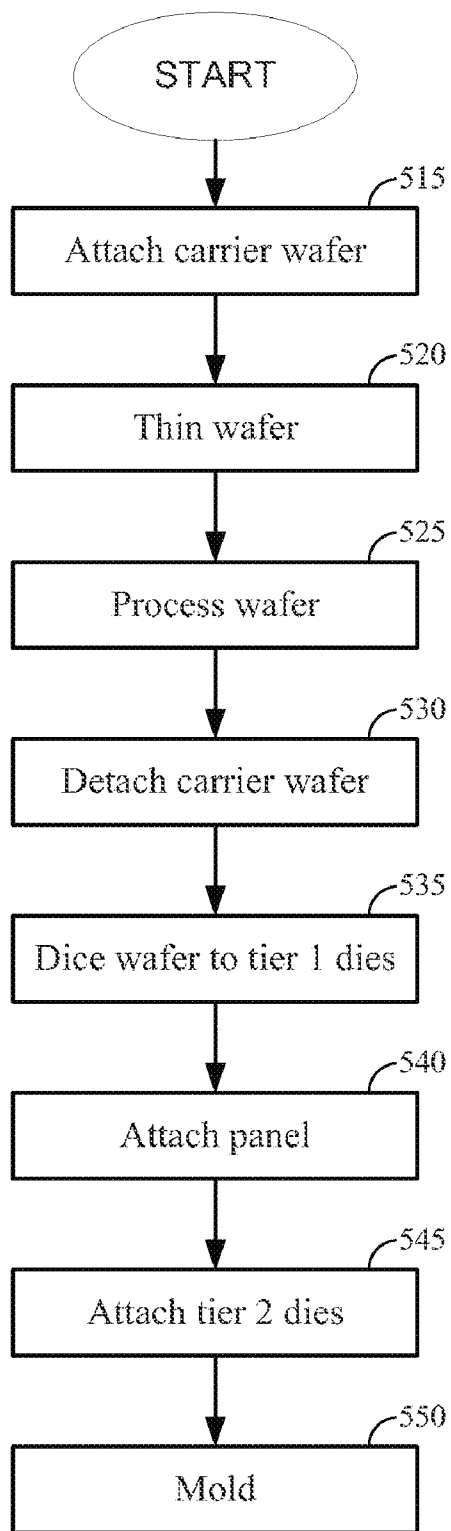 START
515
Attach carrier wafer
520
Thin wafer
525
Process wafer
530
Detach carrier wafer
535
Dice wafer to tier 1 dies
540
Attach panel
545
Attach tier 2 dies
550
Mold